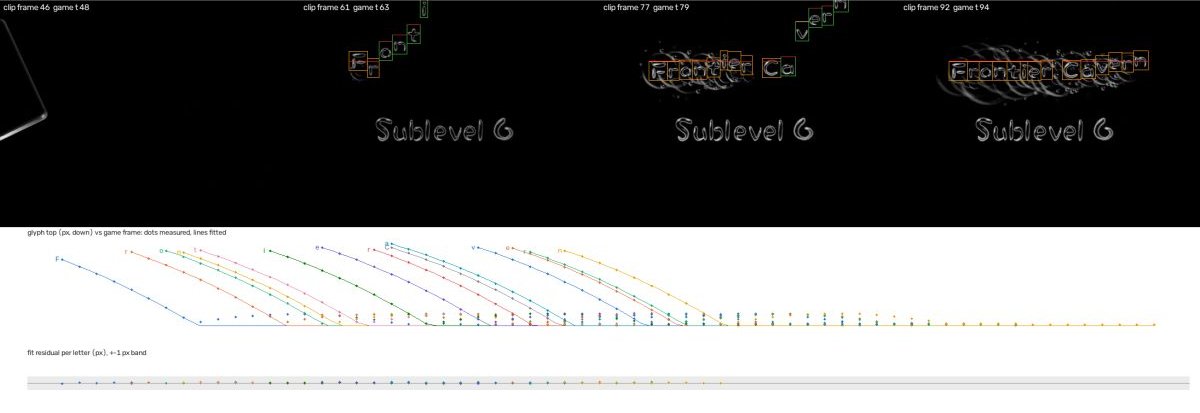 clip frame 46 game t 48
clip frame 61 game t 63
clip frame 77 game t 79
clip frame 92 game t 94
F r o n t i
Frontier Ca v e r n
Frontier Cavern
Sublevel 6
Sublevel 6
Sublevel 6
glyph top (px, down) vs game frame: dots measured, lines fitted
F r o n t i e r C a v e r n
fit residual per letter (px), +-1 px band